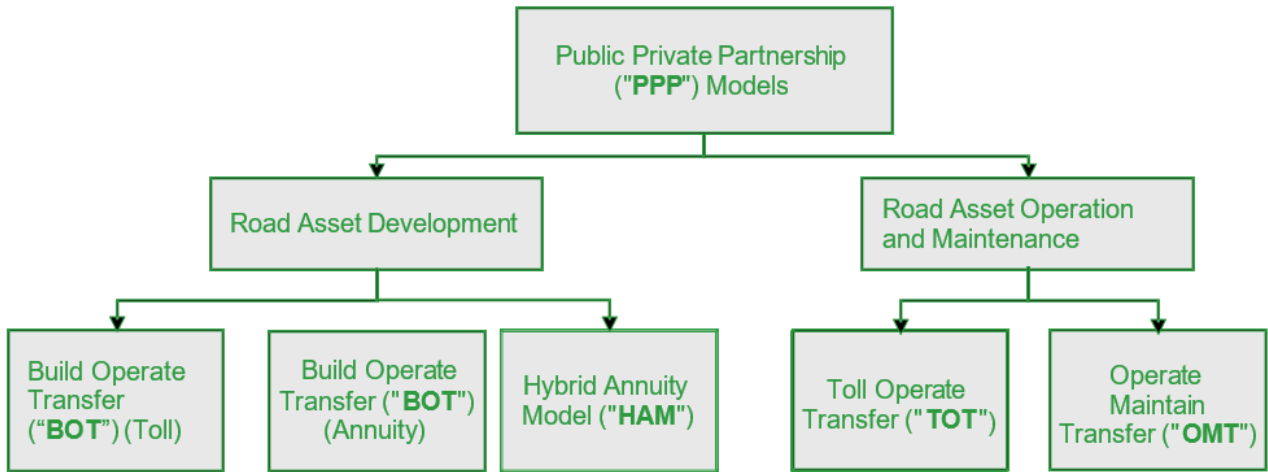 Public Private Partnership
("PPP") Models
Road Asset Development
Road Asset Operation
and Maintenance
Build Operate
Transfer
(“BOT”) (Toll)
Build Operate
Transfer ("BOT")
(Annuity)
Hybrid Annuity
Model ("HAM")
Toll Operate
Transfer ("TOT")
Operate
Maintain
Transfer ("OMT")